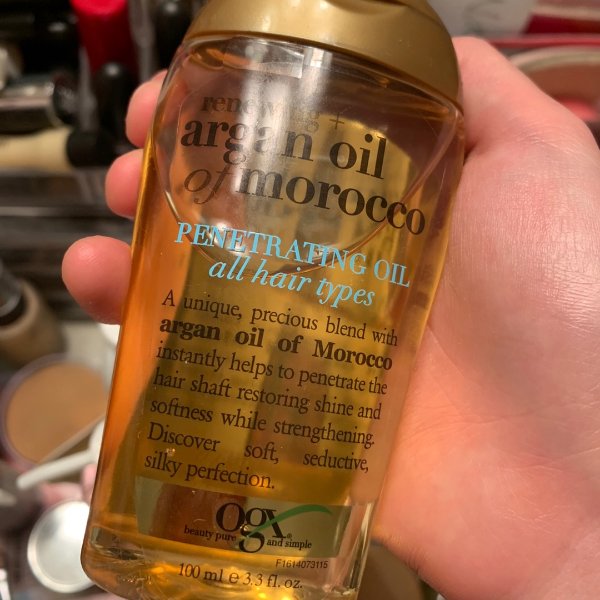 renewing +
argan oil
of morocco
PENETRATING OIL
all hair types
A unique, precious blend with
argan oil of Morocco
instantly helps to penetrate the
hair shaft restoring shine and
softness while strengthening.
Discover soft, seductive,
silky perfection.
ogx
beauty pure and simple
F1614073115
100 ml e 3.3 fl. oz.